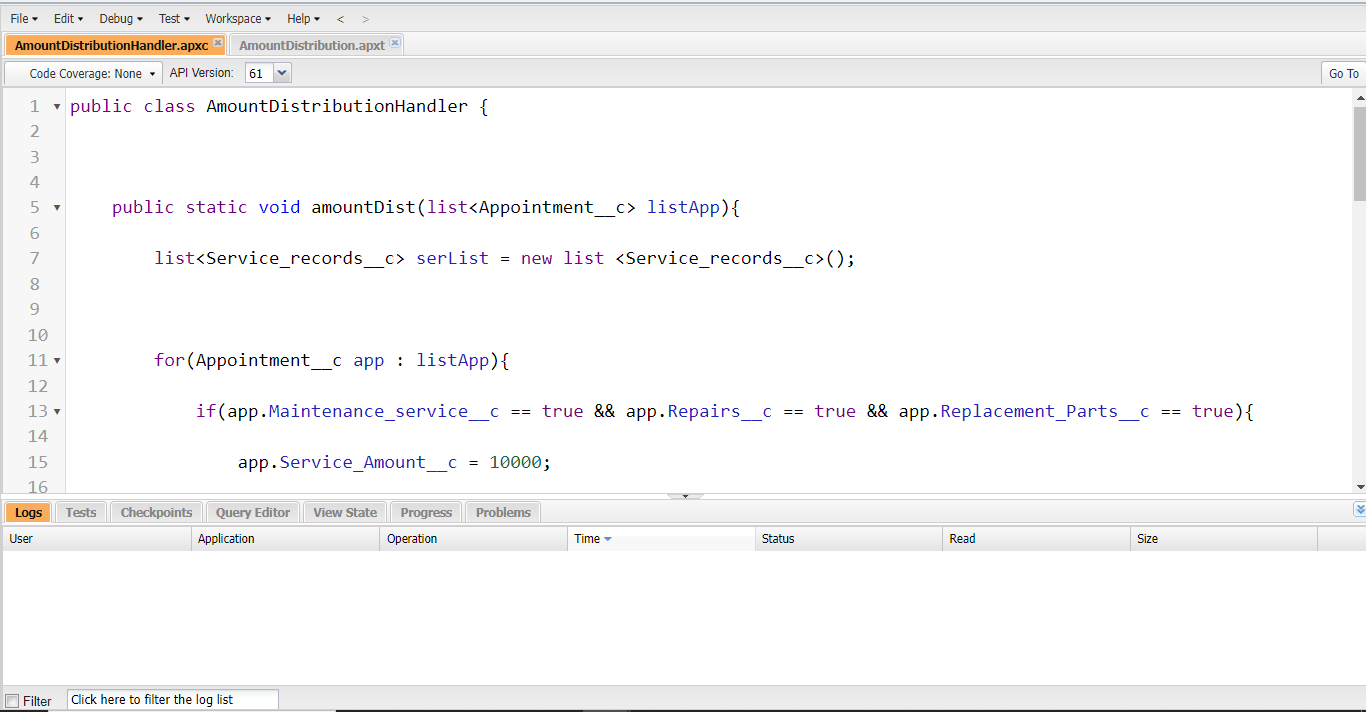 File Edit Debug Test Workspace Help < >
AmountDistributionHandler.apxc AmountDistribution.apxt
Code Coverage: None API Version: 61 Go To
1 public class AmountDistributionHandler {
2
3
4
5 public static void amountDist(list<Appointment__c> listApp){
6
7 list<Service_records__c> serList = new list <Service_records__c>();
8
9
10
11 for(Appointment__c app : listApp){
12
13 if(app.Maintenance_service__c == true && app.Repairs__c == true && app.Replacement_Parts__c == true){
14
15 app.Service_Amount__c = 10000;
16
Logs Tests Checkpoints Query Editor View State Progress Problems
User Application Operation Time Status Read Size
Filter Click here to filter the log list